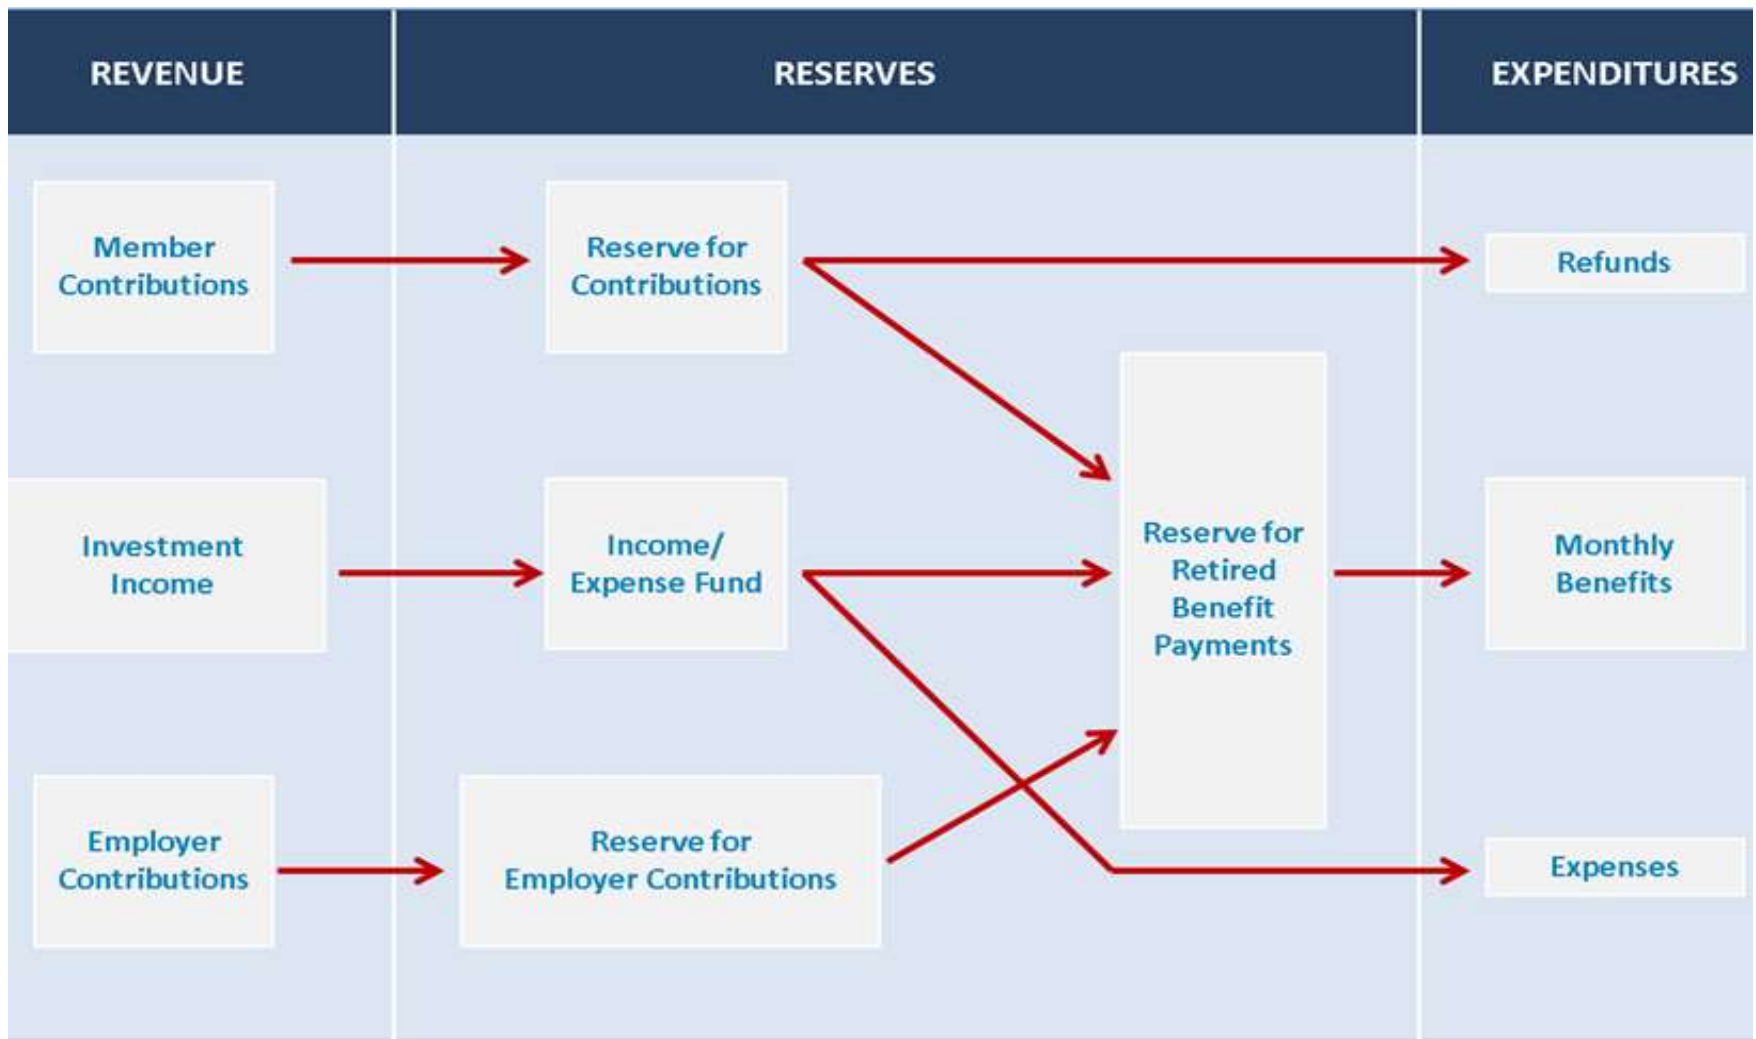 REVENUE
RESERVES
EXPENDITURES
Member
Contributions
Reserve for
Contributions
Refunds
Investment
Income
Income/
Expense Fund
Reserve for
Retired
Benefit
Payments
Monthly
Benefits
Employer
Contributions
Reserve for
Employer Contributions
Expenses